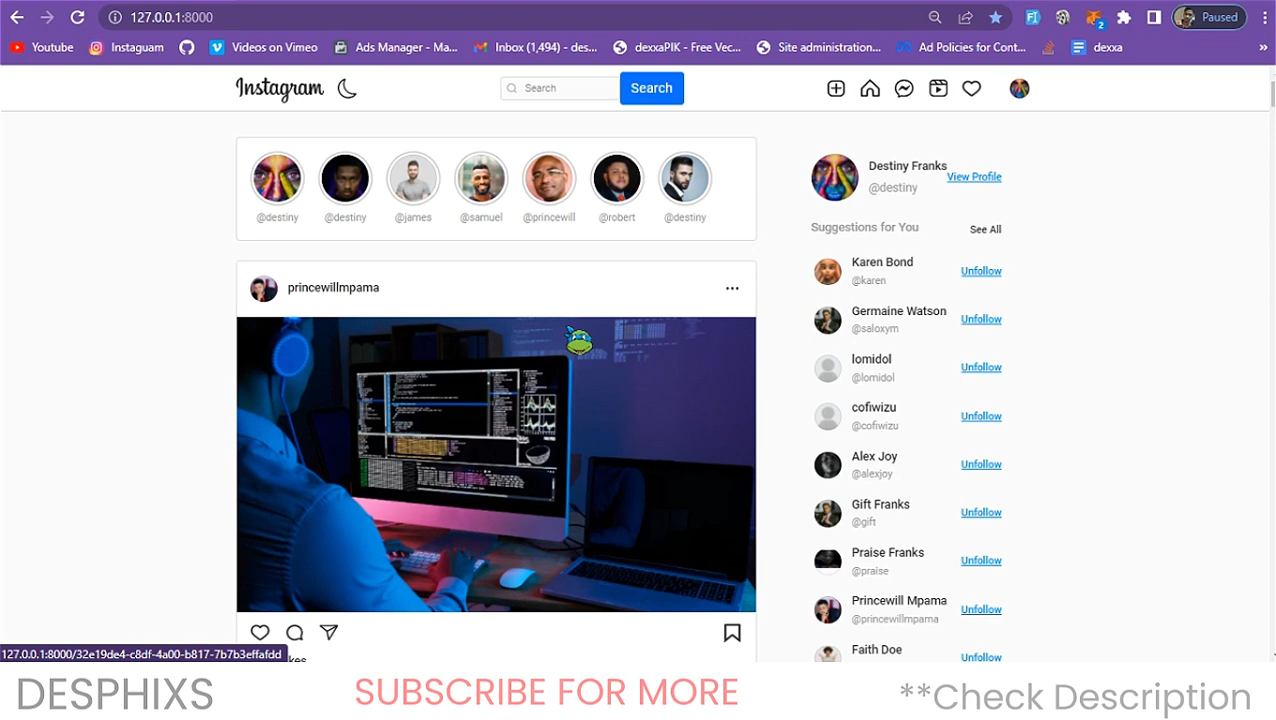 127.0.0.1:8000
Paused
Youtube
Instaguam
Videos on Vimeo
Ads Manager - Ma...
Inbox (1,494) - des...
dexxaPIK - Free Vec...
Site administration...
Ad Policies for Cont...
dexxa
»
Instagram
Search
Search
@destiny
@destiny
@james
@samuel
@princewill
@robert
@destiny
Destiny Franks
@destiny
View Profile
Suggestions for You
See All
Karen Bond
@karen
Unfollow
Germaine Watson
@saloxym
Unfollow
lomidol
@lomidol
Unfollow
cofiwizu
@cofiwizu
Unfollow
Alex Joy
@alexjoy
Unfollow
Gift Franks
@gift
Unfollow
Praise Franks
@praise
Unfollow
Princewill Mpama
@princewillmpama
Unfollow
Faith Doe
Unfollow
princewillmpama
127.0.0.1:8000/32e19de4-c8df-4a00-b817-7b7b3effafdd
DESPHIXS
SUBSCRIBE FOR MORE
**Check Description